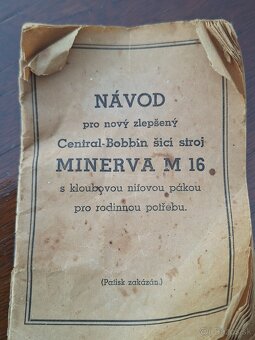 NÁVOD
pro nový zlepšený
Central-Bobbin šicí stroj
MINERVA M 16
s kloubovou niťovou pákou
pro rodinnou potřebu.
(Patisk zakázán.)